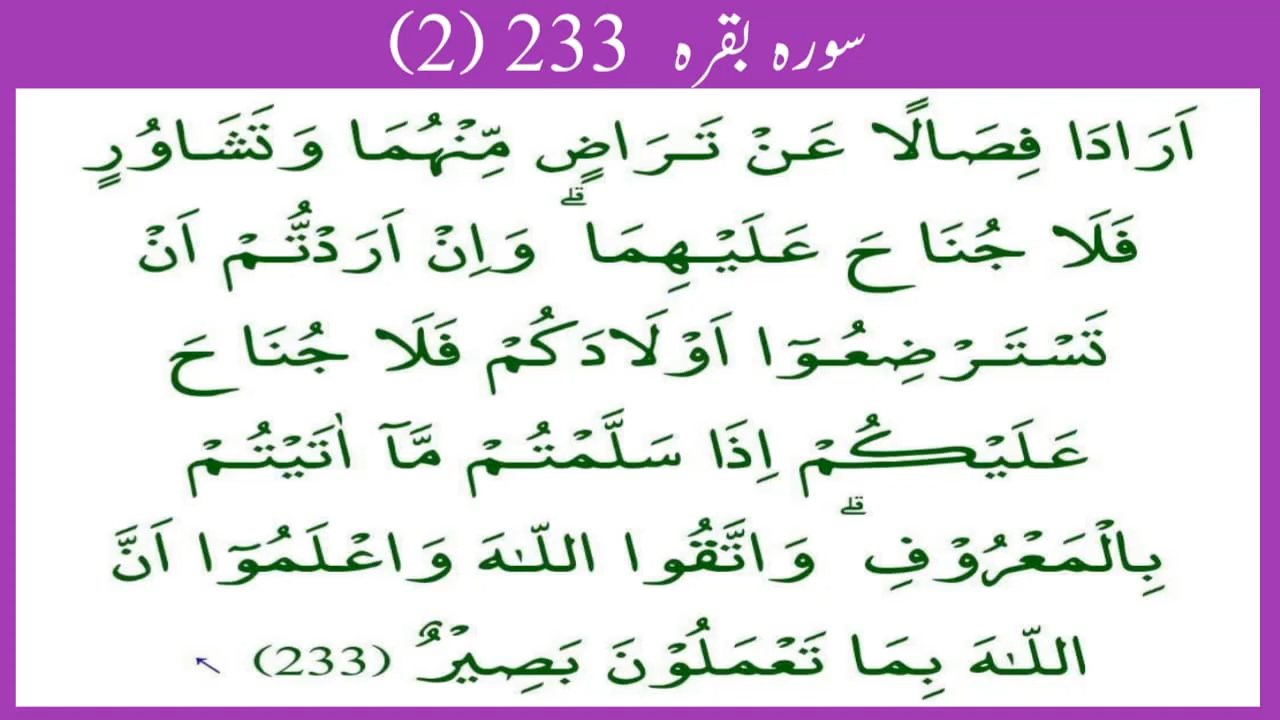 سورہ بقرہ 233 (2)
اَرَادَا فِصَالًا عَنْ تَرَاضٍ مِّنْهُمَا وَتَشَاوُرٍ
فَلَا جُنَاحَ عَلَيْهِمَا ۗ وَاِنْ اَرَدْتُّمْ اَنْ
تَسْتَرْضِعُوْٓا اَوْلَادَكُمْ فَلَا جُنَاحَ
عَلَيْكُمْ اِذَا سَلَّمْتُمْ مَّآ اٰتَيْتُمْ
بِالْمَعْرُوْفِ ۗ وَاتَّقُوا اللّٰهَ وَاعْلَمُوْٓا اَنَّ
اللّٰهَ بِمَا تَعْمَلُوْنَ بَصِيْرٌ (233)